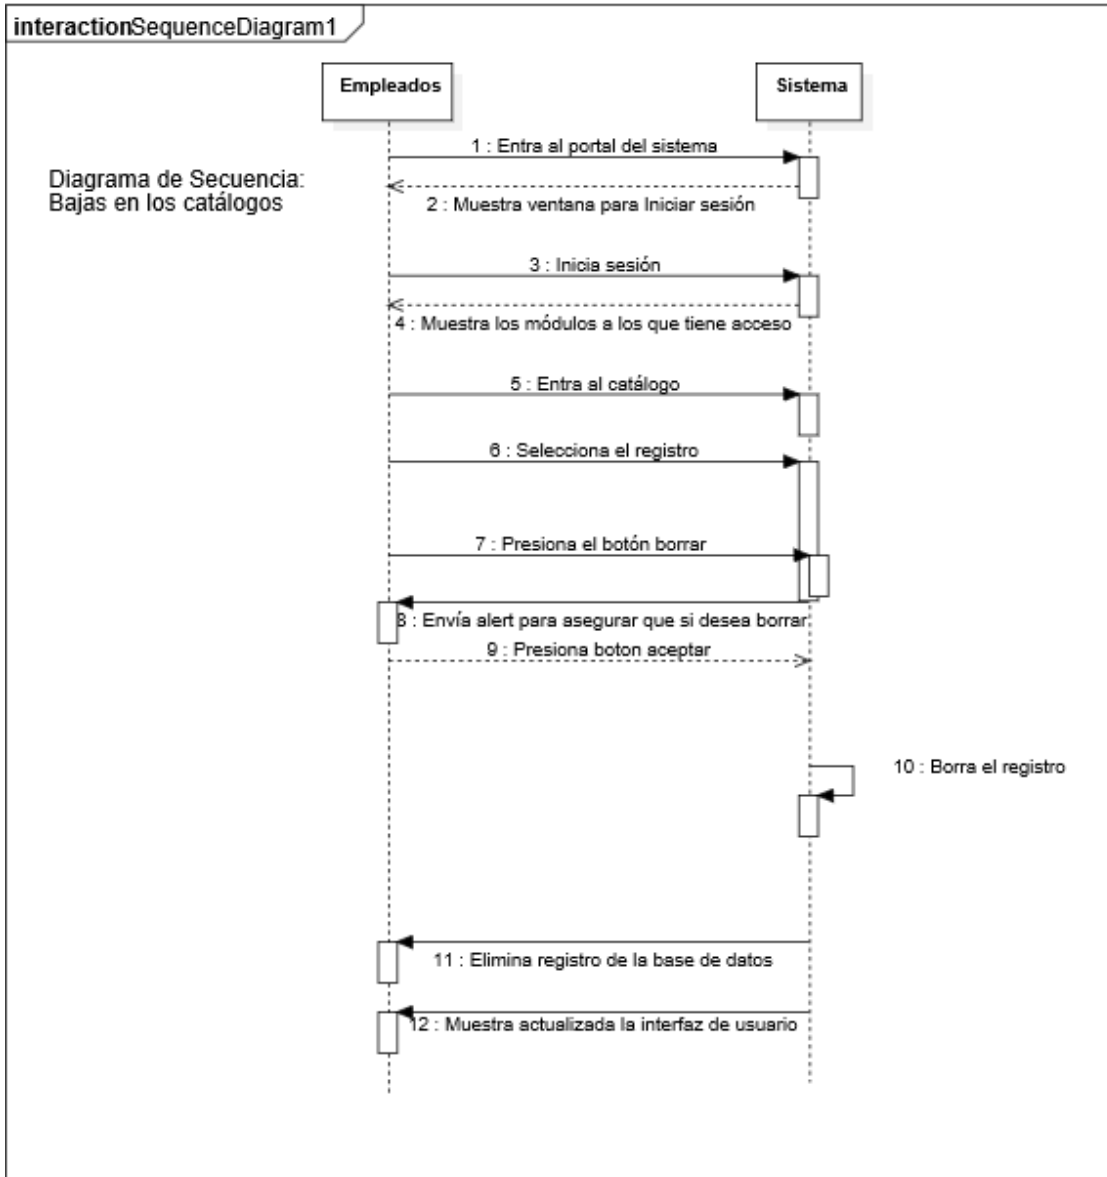 interactionSequenceDiagram1
Empleados
Sistema
1 : Entra al portal del sistema
Diagrama de Secuencia:
Bajas en los catálogos
2 : Muestra ventana para Iniciar sesión
3 : Inicia sesión
4 : Muestra los módulos a los que tiene acceso
5 : Entra al catálogo
6 : Selecciona el registro
7 : Presiona el botón borrar
8 : Envía alert para asegurar que si desea borrar
9 : Presiona boton aceptar
10 : Borra el registro
11 : Elimina registro de la base de datos
12 : Muestra actualizada la interfaz de usuario